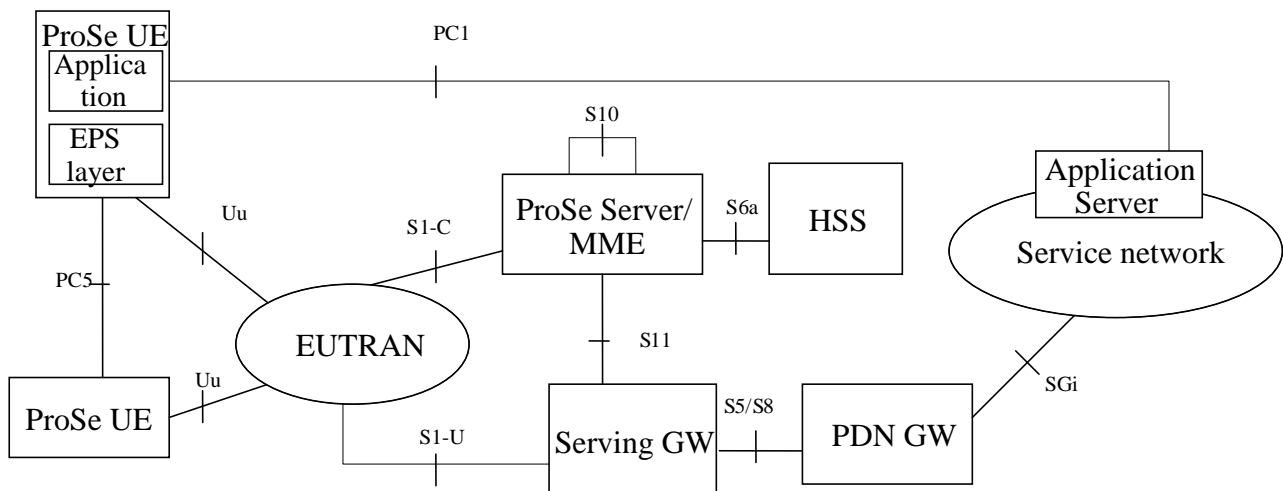 ProSe UE
Applica
tion
EPS
layer
PC1
S10
Application
Server
Service network
ProSe Server/
MME
S6a
HSS
Uu
S1-C
PC5
EUTRAN
S11
SGi
Uu
ProSe UE
S1-U
Serving GW
S5/S8
PDN GW